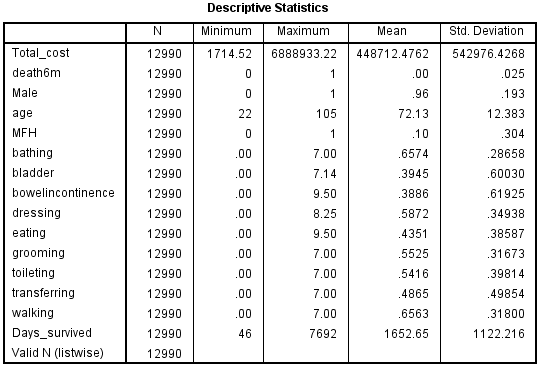 Descriptive Statistics
N Minimum Maximum Mean Std. Deviation
Total_cost 12990 1714.52 6888933.22 448712.4762 542976.4268
death6m 12990 0 1 .00 .025
Male 12990 0 1 .96 .193
age 12990 22 105 72.13 12.383
MFH 12990 0 1 .10 .304
bathing 12990 .00 7.00 .6574 .28658
bladder 12990 .00 7.14 .3945 .60030
bowelincontinence 12990 .00 9.50 .3886 .61925
dressing 12990 .00 8.25 .5872 .34938
eating 12990 .00 9.50 .4351 .38587
grooming 12990 .00 7.00 .5525 .31673
toileting 12990 .00 7.00 .5416 .39814
transferring 12990 .00 7.00 .4865 .49854
walking 12990 .00 7.00 .6563 .31800
Days_survived 12990 46 7692 1652.65 1122.216
Valid N (listwise) 12990